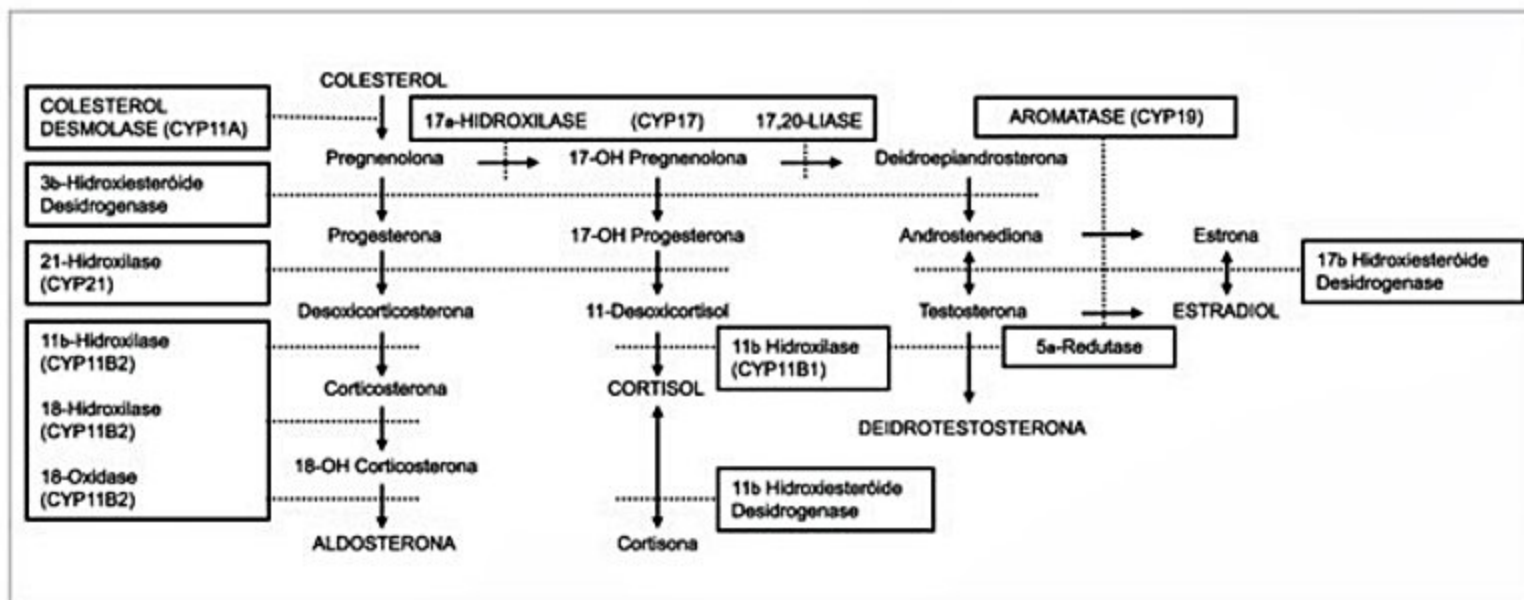 COLESTEROL
COLESTEROL
DESMOLASE (CYP11A)
17a-HIDROXILASE (CYP17) 17,20-LIASE
AROMATASE (CYP19)
Pregnenolona
17-OH Pregnenolona
Deidroepiandrosterona
3b-Hidroxiesteróide
Desidrogenase
Progesterona
17-OH Progesterona
Androstenediona
Estrona
21-Hidroxilase
(CYP21)
17b Hidroxiesteróide
Desidrogenase
Desoxicorticosterona
11-Desoxicortisol
Testosterona
ESTRADIOL
11b-Hidroxilase
(CYP11B2)
11b Hidroxilase
(CYP11B1)
5a-Redutase
Corticosterona
CORTISOL
18-Hidroxilase
(CYP11B2)
DEIDROTESTOSTERONA
18-OH Corticosterona
18-Oxidase
(CYP11B2)
11b Hidroxiesteróide
Desidrogenase
ALDOSTERONA
Cortisona